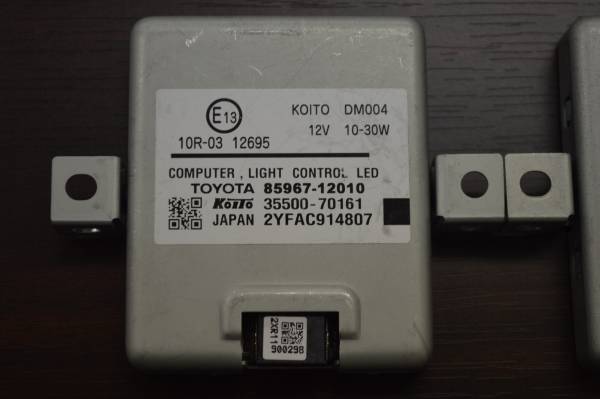 E13
KOITO DM004
12V 10-30W
10R-03 12695
COMPUTER , LIGHT CONTROL LED
TOYOTA 85967-12010
KOITO 35500-70161
JAPAN 2YFAC914807
2XR11
900298